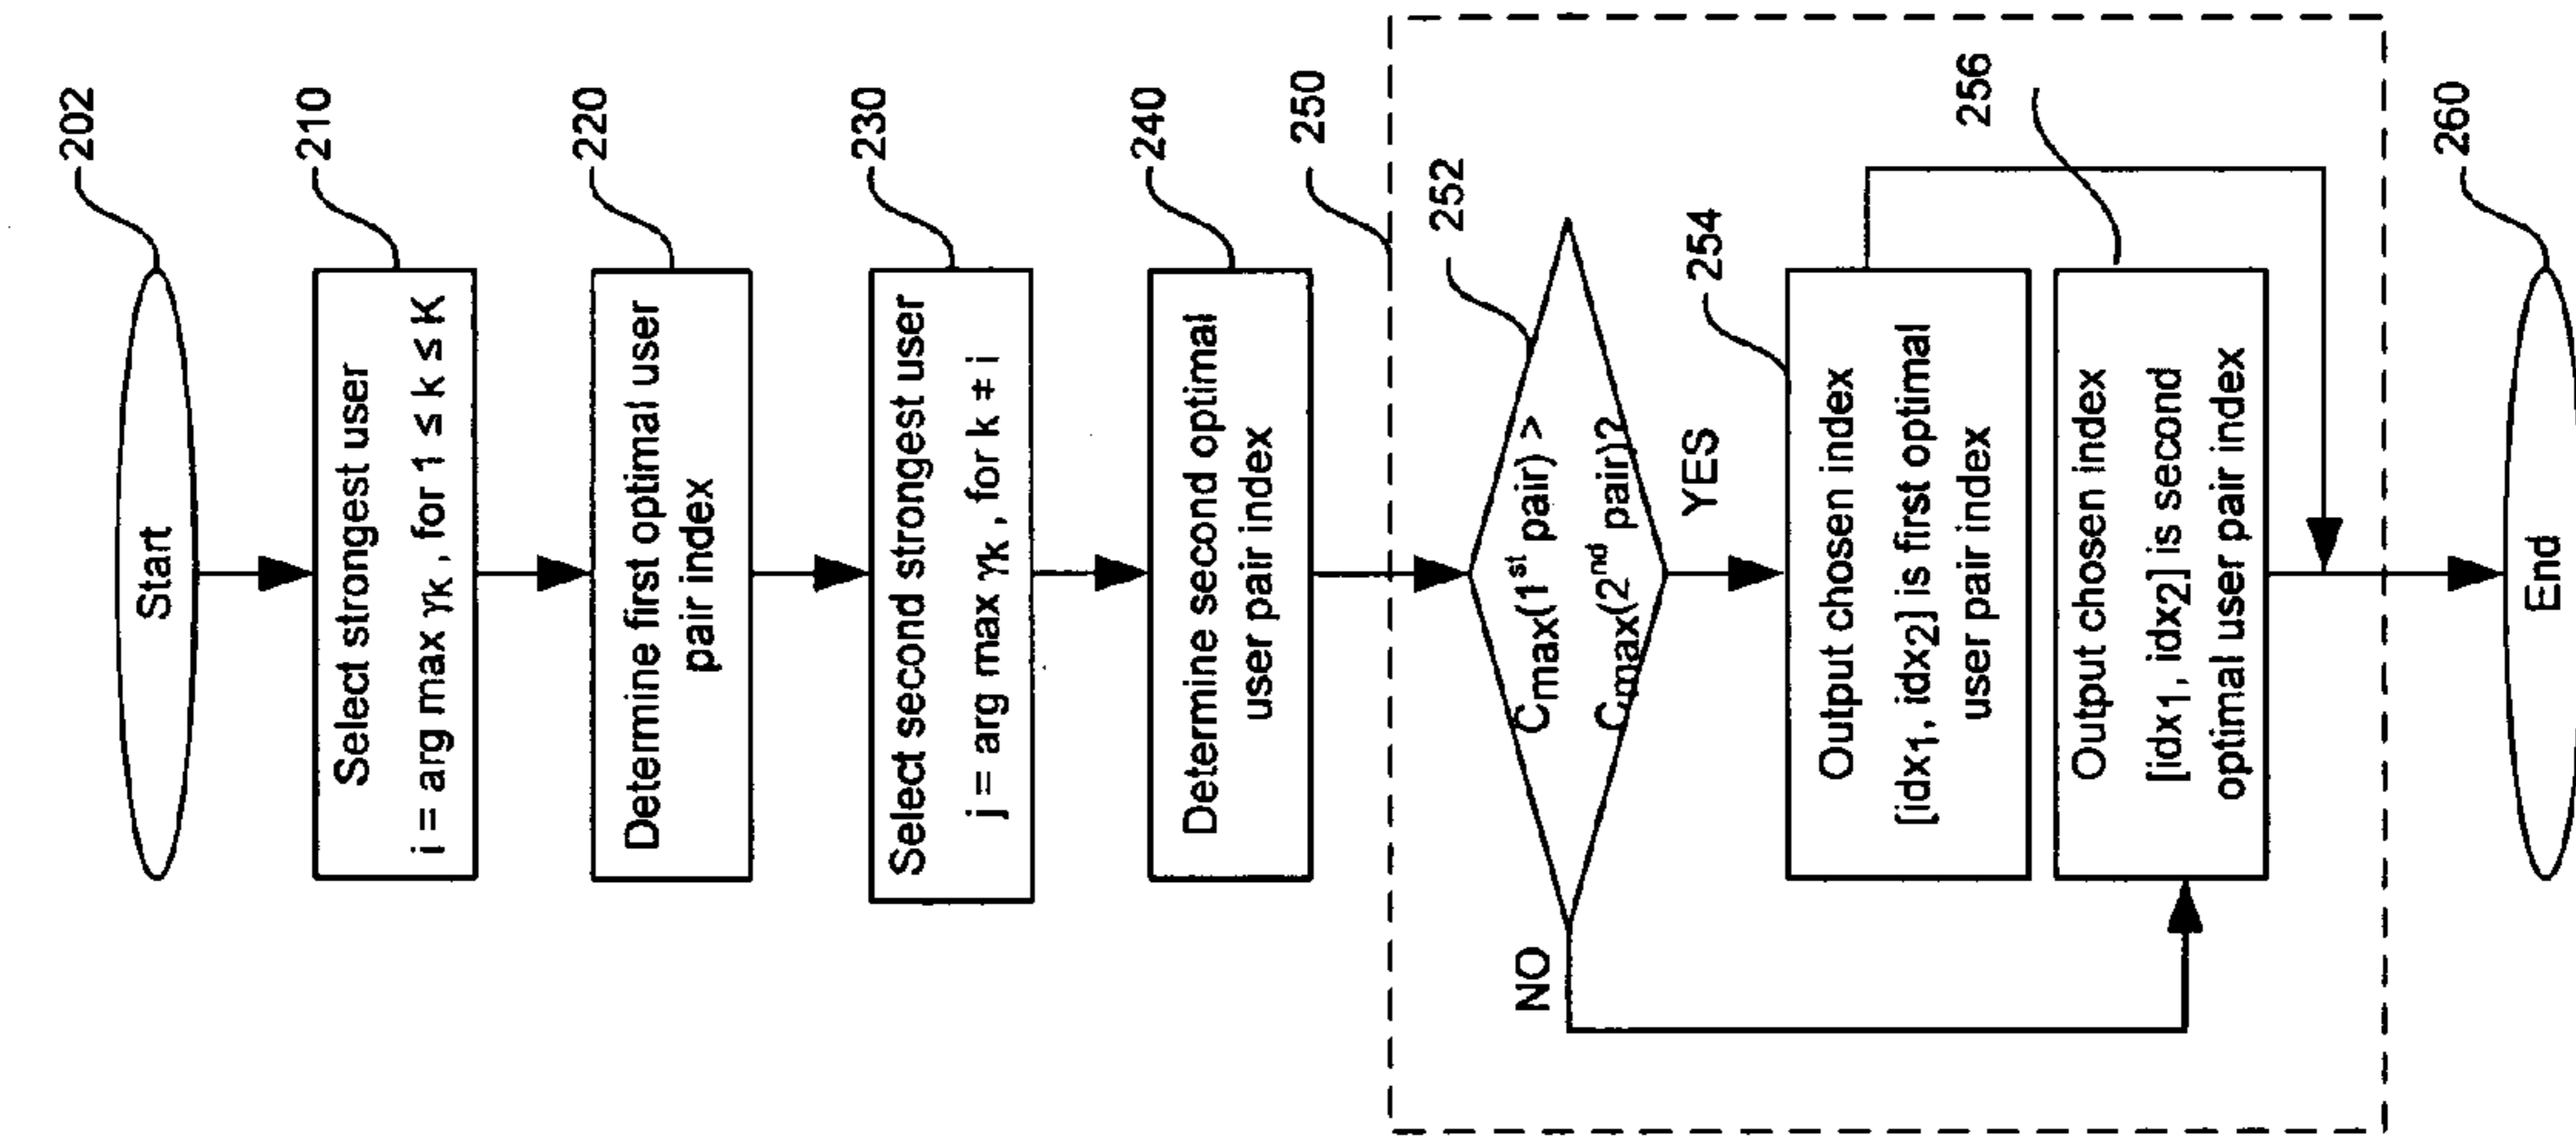 202
Start
210
Select strongest user
i = arg max γk , for 1 ≤ k ≤ K
220
Determine first optimal user
pair index
230
Select second strongest user
j = arg max γk , for k ≠ i
240
Determine second optimal
user pair index
250
252
Cmax(1st pair) >
Cmax(2nd pair)?
NO
YES
254
Output chosen index
[idx1, idx2] is first optimal
user pair index
256
Output chosen index
[idx1, idx2] is second
optimal user pair index
260
End